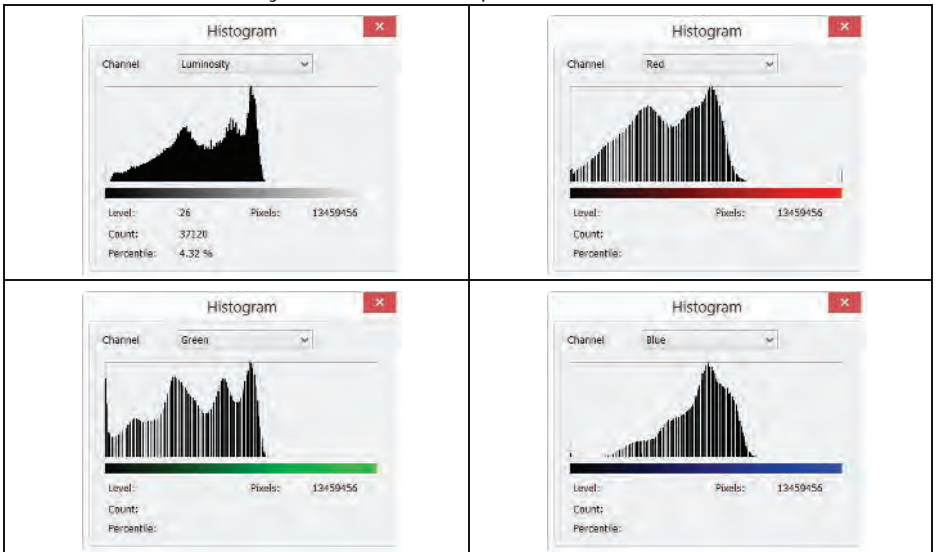 Histogram
Channel Luminosity
Level: 26 Pixels: 13459456
Count: 37120
Percentile: 4.32 %
Histogram
Channel Red
Level: Pixels: 13459456
Count:
Percentile:
Histogram
Channel Green
Level: Pixels: 13459456
Count:
Percentile:
Histogram
Channel Blue
Level: Pixels: 13459456
Count:
Percentile: